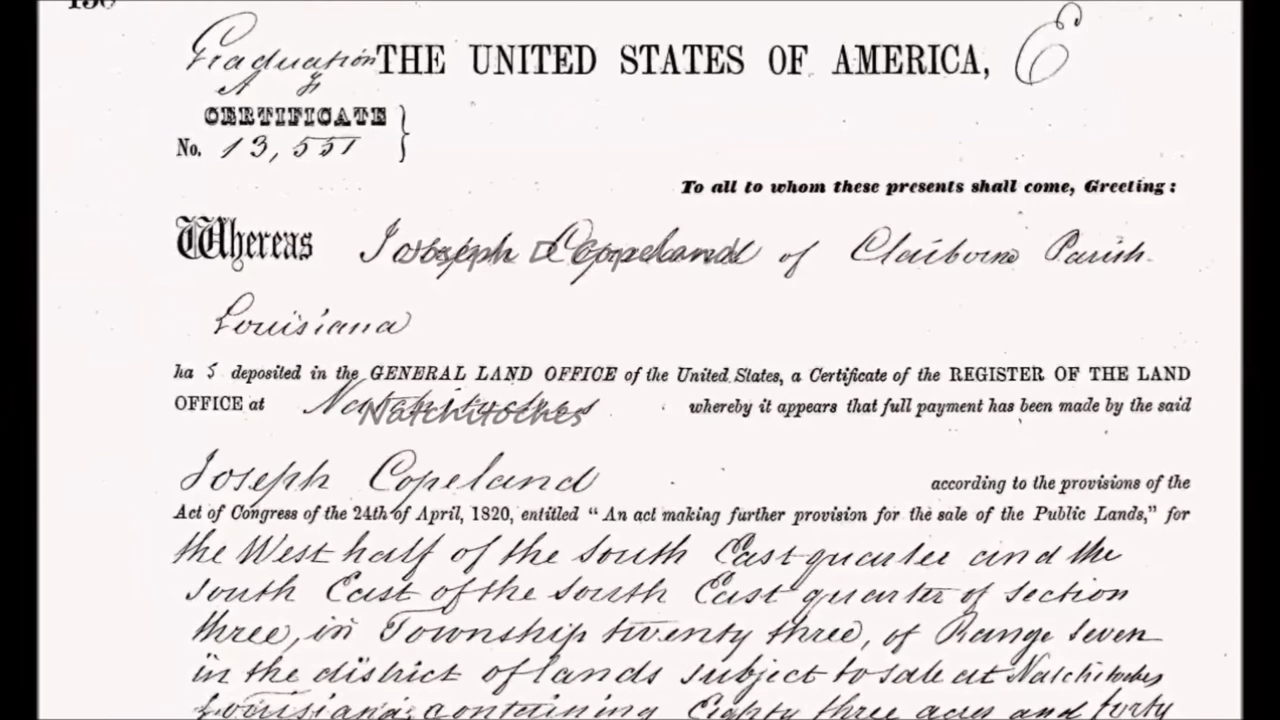 Graduation THE UNITED STATES OF AMERICA, E
CERTIFICATE
No. 13,551
To all to whom these presents shall come, Greeting:
Whereas Joseph Copeland of Claiborne Parish
Louisiana
ha s deposited in the GENERAL LAND OFFICE of the United States, a Certificate of the REGISTER OF THE LAND
OFFICE at Natchitoches whereby it appears that full payment has been made by the said
Joseph Copeland according to the provisions of the
Act of Congress of the 24th of April, 1820, entitled "An act making further provision for the sale of the Public Lands," for
the West half of the South East quarter and the
South East of the South East quarter of section
three, in Township twenty three, of Range Seven
in the district of lands subject to sale at Natchitoches
Louisiana; containing Eighty three acres and forty